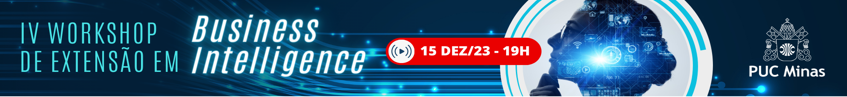 IV WORKSHOP
DE EXTENSÃO EM
Business
Intelligence
15 DEZ/23 - 19H
PUC Minas